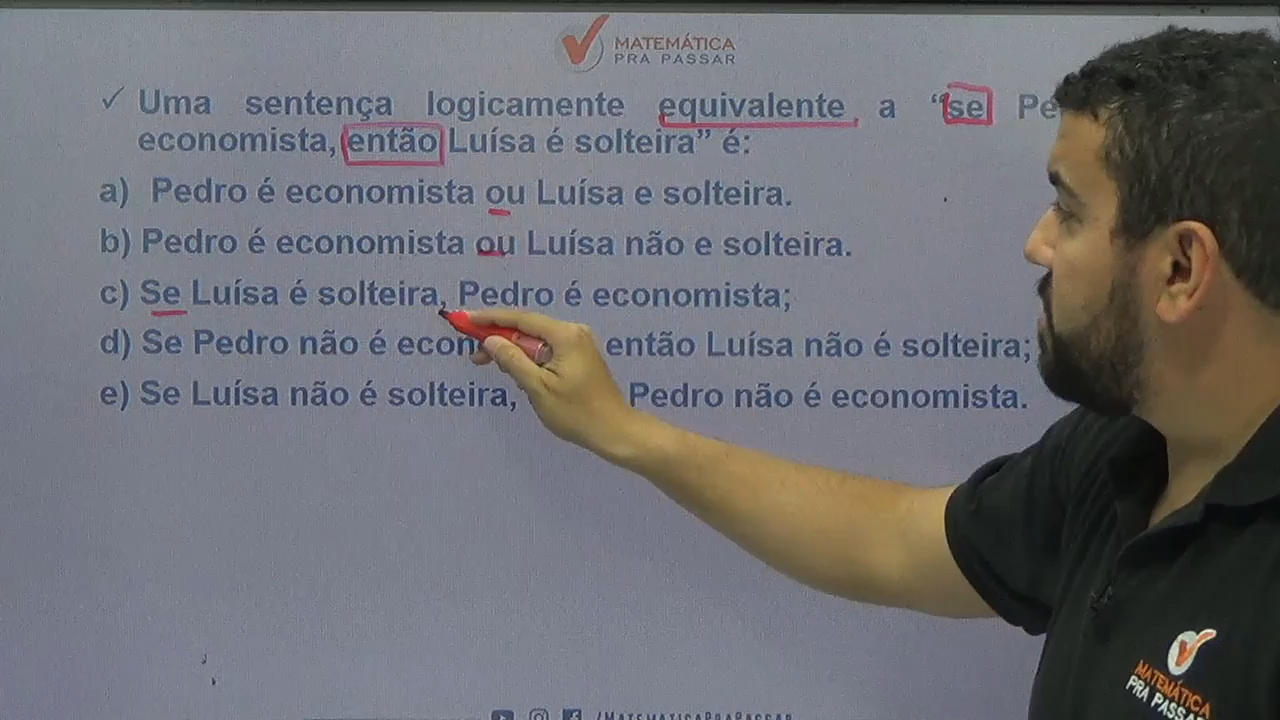 MATEMÁTICA
PRA PASSAR
✓ Uma sentença logicamente equivalente a “se Pe
economista, então Luísa é solteira” é:
a) Pedro é economista ou Luísa e solteira.
b) Pedro é economista ou Luísa não e solteira.
c) Se Luísa é solteira, Pedro é economista;
d) Se Pedro não é econ então Luísa não é solteira;
e) Se Luísa não é solteira, Pedro não é economista.
MATEMÁTICA
PRA PASSAR
/MATEMATICAPRAPASSAR